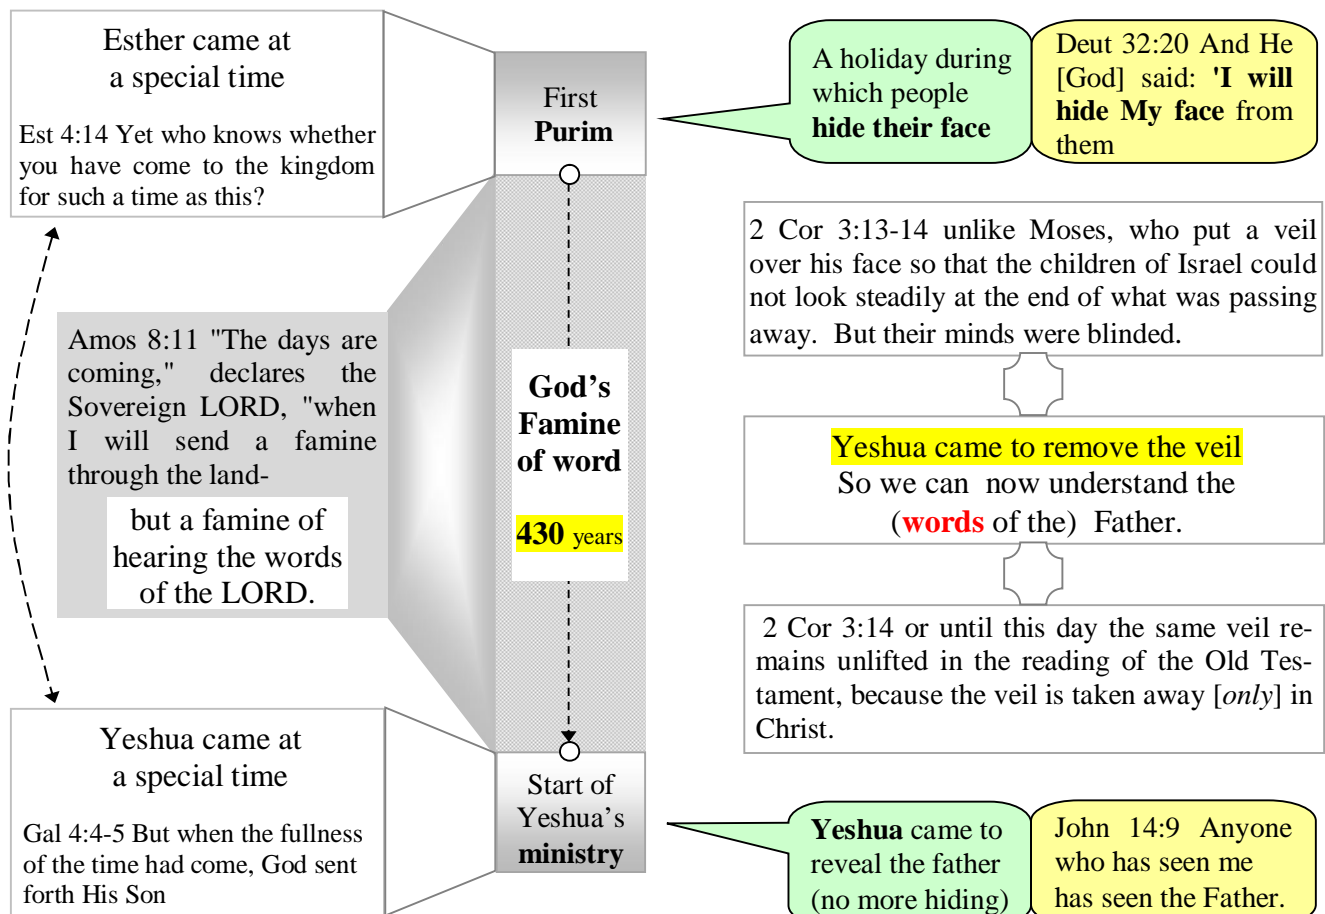 Esther came at
a special time
Est 4:14 Yet who knows whether
you have come to the kingdom
for such a time as this?
First
Purim
A holiday during
which people
hide their face
Deut 32:20 And He
[God] said: 'I will
hide My face from
them
2 Cor 3:13-14 unlike Moses, who put a veil
over his face so that the children of Israel could
not look steadily at the end of what was passing
away. But their minds were blinded.
Amos 8:11 "The days are
coming," declares the
Sovereign LORD, "when
I will send a famine
through the land-
but a famine of
hearing the words
of the LORD.
God's
Famine
of word
430 years
Yeshua came to remove the veil
So we can now understand the
(words of the) Father.
2 Cor 3:14 or until this day the same veil re-
mains unlifted in the reading of the Old Tes-
tament, because the veil is taken away [only] in
Christ.
Yeshua came at
a special time
Gal 4:4-5 But when the fullness
of the time had come, God sent
forth His Son
Start of
Yeshua's
ministry
Yeshua came to
reveal the father
(no more hiding)
John 14:9 Anyone
who has seen me
has seen the Father.